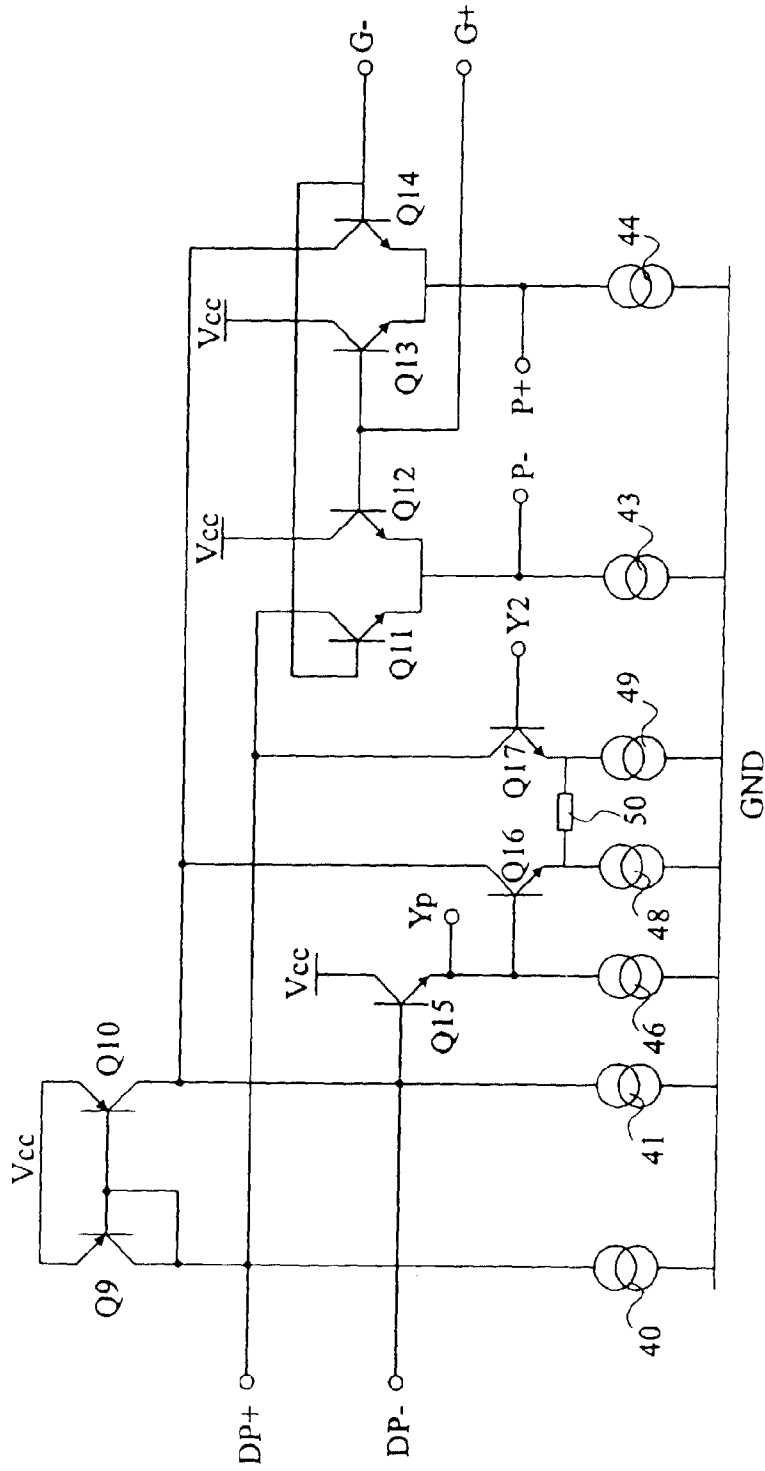 Vcc
Q9
Q10
DP+
DP-
Vcc
Q15
Yp
Q16
Q17
Y2
50
Vcc
Q11
Q12
Vcc
Q13
Q14
G-
G+
P-
P+
40
41
46
48
49
43
44
GND